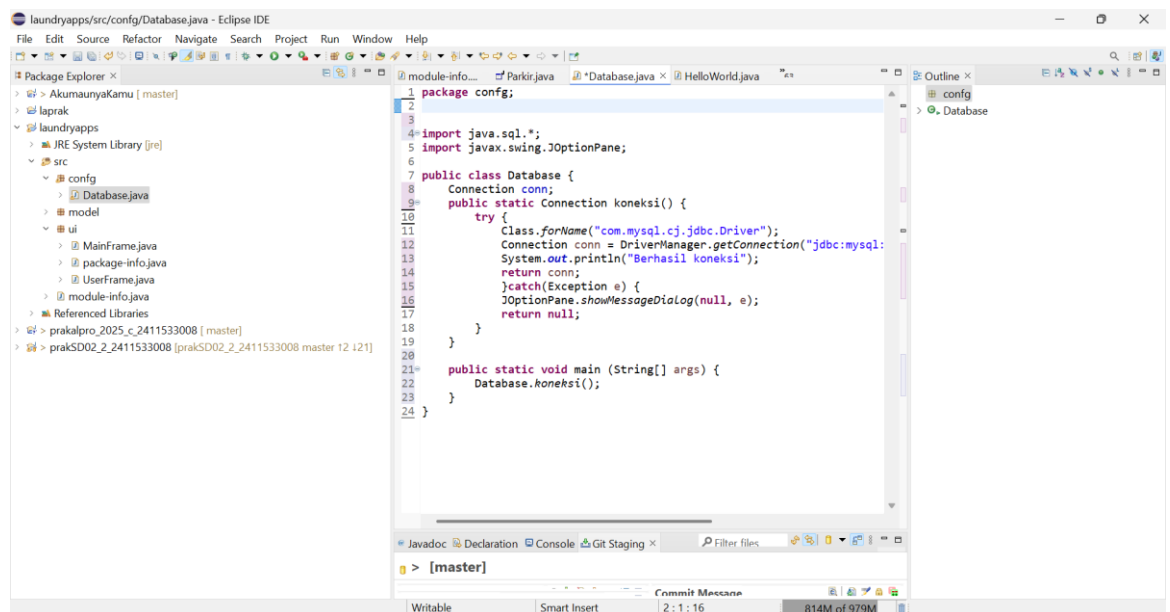 laundryapps/src/confg/Database.java - Eclipse IDE
File Edit Source Refactor Navigate Search Project Run Window Help
Package Explorer ×
> AkumaunyaKamu [ master]
> laprak
laundryapps
> JRE System Library [jre]
src
confg
> Database.java
> model
ui
> MainFrame.java
> package-info.java
> UserFrame.java
> module-info.java
> Referenced Libraries
> prakalpro_2025_c_2411533008 [ master]
> prakSD02_2_2411533008 [prakSD02_2_2411533008 master 12 ↓21]
module-info.... Parkir.java *Database.java × HelloWorld.java
1 package confg;
2
3
4 import java.sql.*;
5 import javax.swing.JOptionPane;
6
7 public class Database {
8 Connection conn;
9 public static Connection koneksi() {
10 try {
11 Class.forName("com.mysql.cj.jdbc.Driver");
12 Connection conn = DriverManager.getConnection("jdbc:mysql:
13 System.out.println("Berhasil koneksi");
14 return conn;
15 }catch(Exception e) {
16 JOptionPane.showMessageDialog(null, e);
17 return null;
18 }
19 }
20
21 public static void main (String[] args) {
22 Database.koneksi();
23 }
24 }
Outline ×
confg
> Database
Javadoc Declaration Console Git Staging × Filter files
> [master]
Commit Message
Writable Smart Insert 2 : 1 : 16 814M of 979M